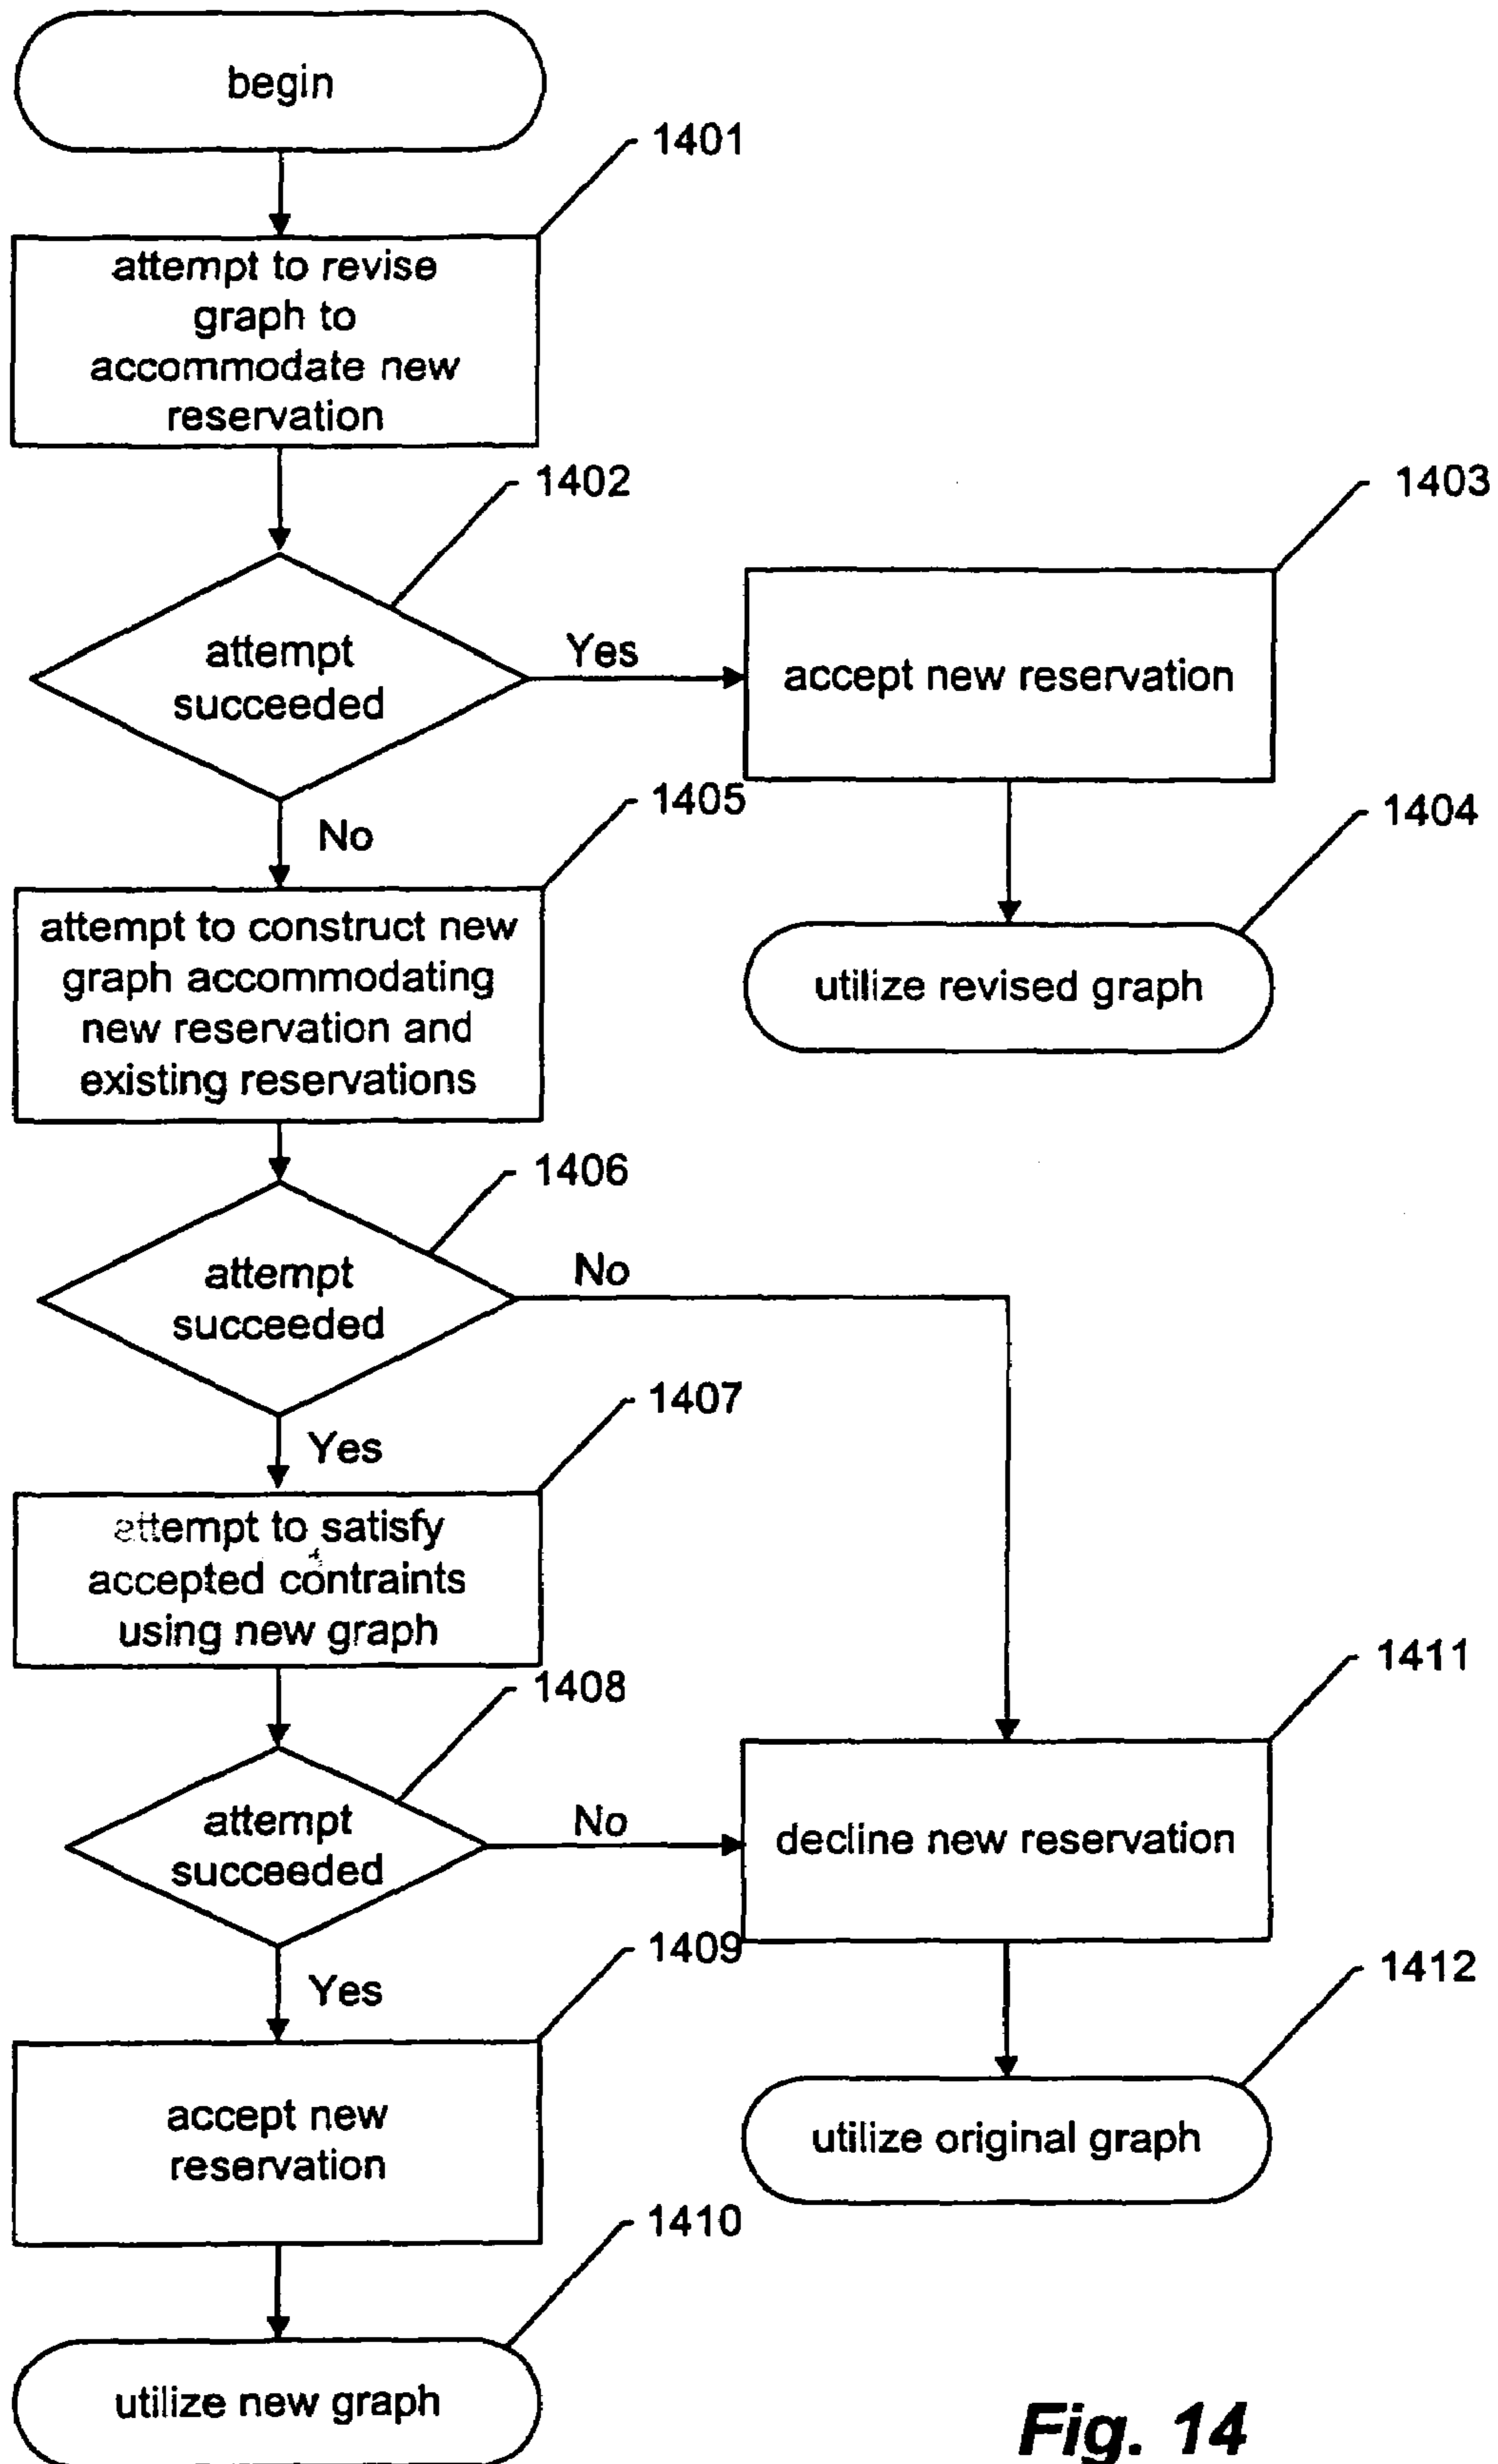 begin
1401
attempt to revise
graph to
accommodate new
reservation
1402
attempt
succeeded
Yes
1403
accept new reservation
1404
utilize revised graph
No
1405
attempt to construct new
graph accommodating
new reservation and
existing reservations
1406
attempt
succeeded
No
Yes
1407
attempt to satisfy
accepted contraints
using new graph
1408
attempt
succeeded
No
1411
decline new reservation
1412
utilize original graph
Yes
1409
accept new
reservation
1410
utilize new graph
Fig. 14